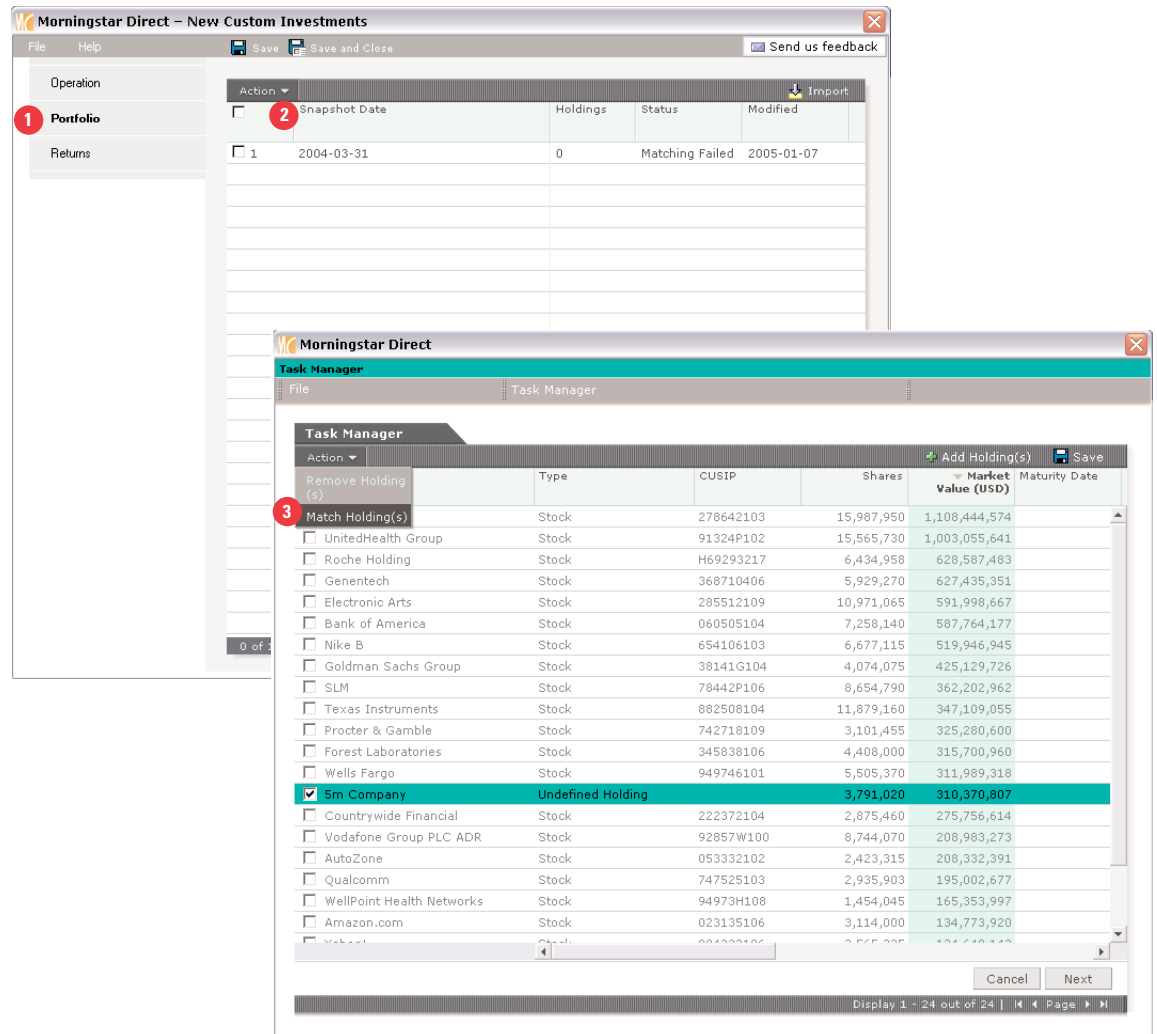 Morningstar Direct – New Custom Investments
File Help Save Save and Close Send us feedback
Operation
Action Import
1 Portfolio
2 Snapshot Date Holdings Status Modified
Returns
1 2004-03-31 0 Matching Failed 2005-01-07
0 of 1
Morningstar Direct
Task Manager
File Task Manager
Task Manager
Action Add Holding(s) Save
Remove Holding
(s)
Type CUSIP Shares Market
Value (USD) Maturity Date
3 Match Holding(s) Stock 278642103 15,987,950 1,108,444,574
UnitedHealth Group Stock 91324P102 15,565,730 1,003,055,641
Roche Holding Stock H69293217 6,434,958 628,587,483
Genentech Stock 368710406 5,929,270 627,435,351
Electronic Arts Stock 285512109 10,971,065 591,998,667
Bank of America Stock 060505104 7,258,140 587,764,177
Nike B Stock 654106103 6,677,115 519,946,945
Goldman Sachs Group Stock 38141G104 4,074,075 425,129,726
SLM Stock 78442P106 8,654,790 362,202,962
Texas Instruments Stock 882508104 11,879,160 347,109,055
Procter & Gamble Stock 742718109 3,101,455 325,280,600
Forest Laboratories Stock 345838106 4,408,000 315,700,960
Wells Fargo Stock 949746101 5,505,370 311,989,318
5m Company Undefined Holding 3,791,020 310,370,807
Countrywide Financial Stock 222372104 2,875,460 275,756,614
Vodafone Group PLC ADR Stock 92857W100 8,744,070 208,983,273
AutoZone Stock 053332102 2,423,315 208,332,391
Qualcomm Stock 747525103 2,935,903 195,002,677
WellPoint Health Networks Stock 94973H108 1,454,045 165,353,997
Amazon.com Stock 023135106 3,114,000 134,773,920
Cancel Next
Display 1 - 24 out of 24 | Page